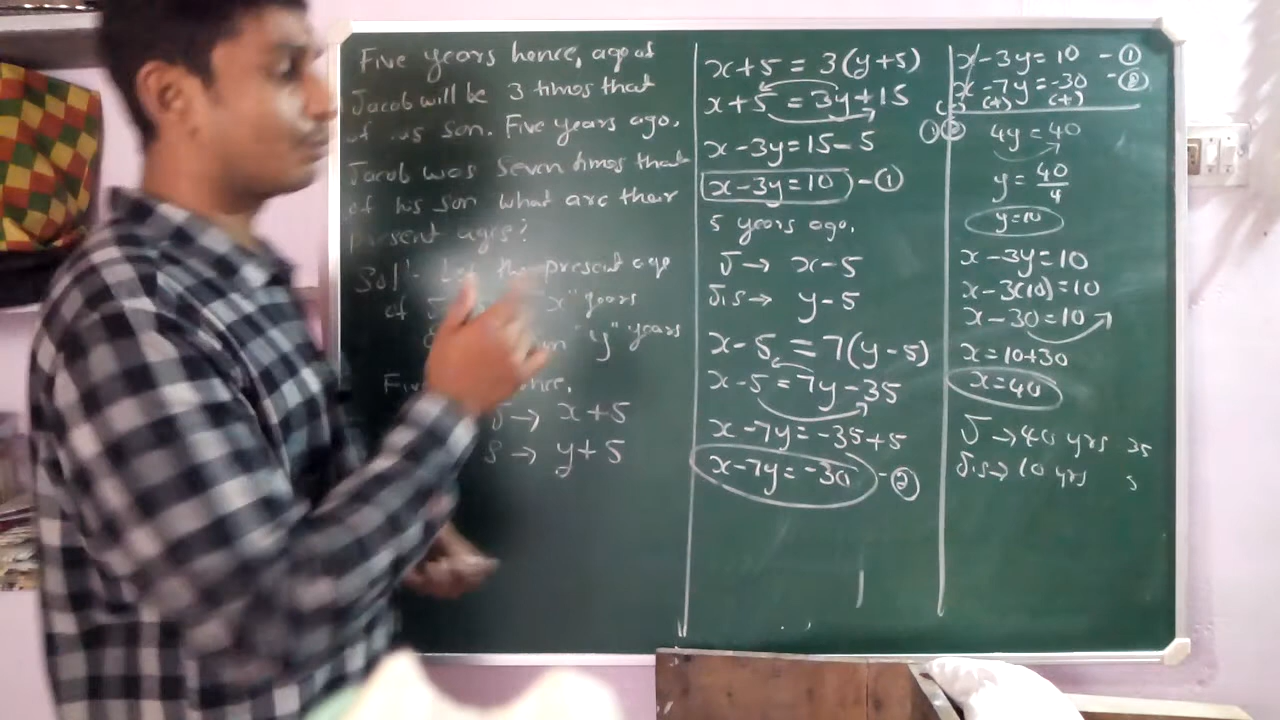 Five years hence, age of
Jacob will be 3 times that
of his son. Five years ago,
Jacob was seven times that
of his son what are their
present ages?
Sol:- Let the present age
of "x" years
"y" years
J → x+5
S → y+5
x+5 = 3(y+5)
x+5 = 3y+15
x-3y = 15-5
x-3y = 10 - ①
5 years ago,
J → x-5
J's → y-5
x-5 = 7(y-5)
x-5 = 7y-35
x-7y = -35+5
x-7y = -30 - ②
x-3y = 10 - ①
x-7y = -30 - ②
(-) (+) (+)
4y = 40
y = 40/4
y=10
x-3y=10
x-3(10)=10
x-30=10
x=10+30
x=40
J → 40 yrs 35
J's → 10 yrs 5